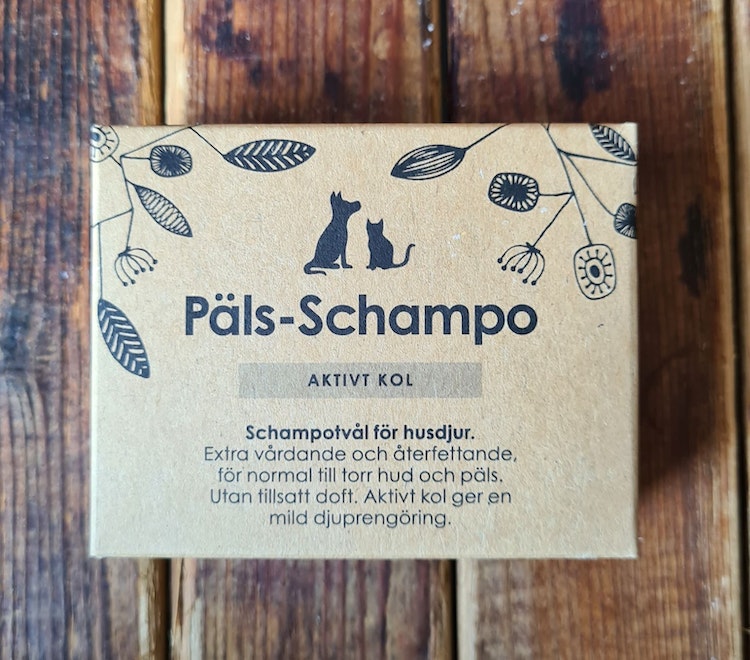 Päls-Schampo
AKTIVT KOL
Schampotvål för husdjur.
Extra vårdande och återfettande,
för normal till torr hud och päls.
Utan tillsatt doft. Aktivt kol ger en
mild djuprengöring.